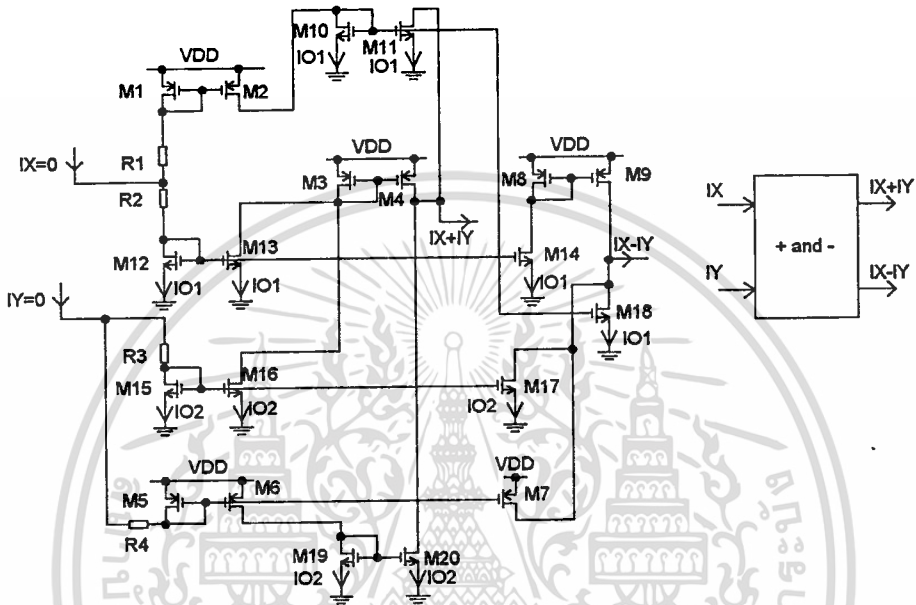 M10
M11
IO1
IO1
VDD
M1
M2
IX=0
R1
R2
VDD
M3
M4
VDD
M8
M9
IX+IY
IX
IX+IY
+ and -
IY
IX-IY
M12
M13
IO1
IO1
M14
IO1
IX-IY
M18
IO1
IY=0
R3
M15
M16
IO2
IO2
M17
IO2
VDD
M5
M6
VDD
M7
R4
M19
IO2
M20
IO2